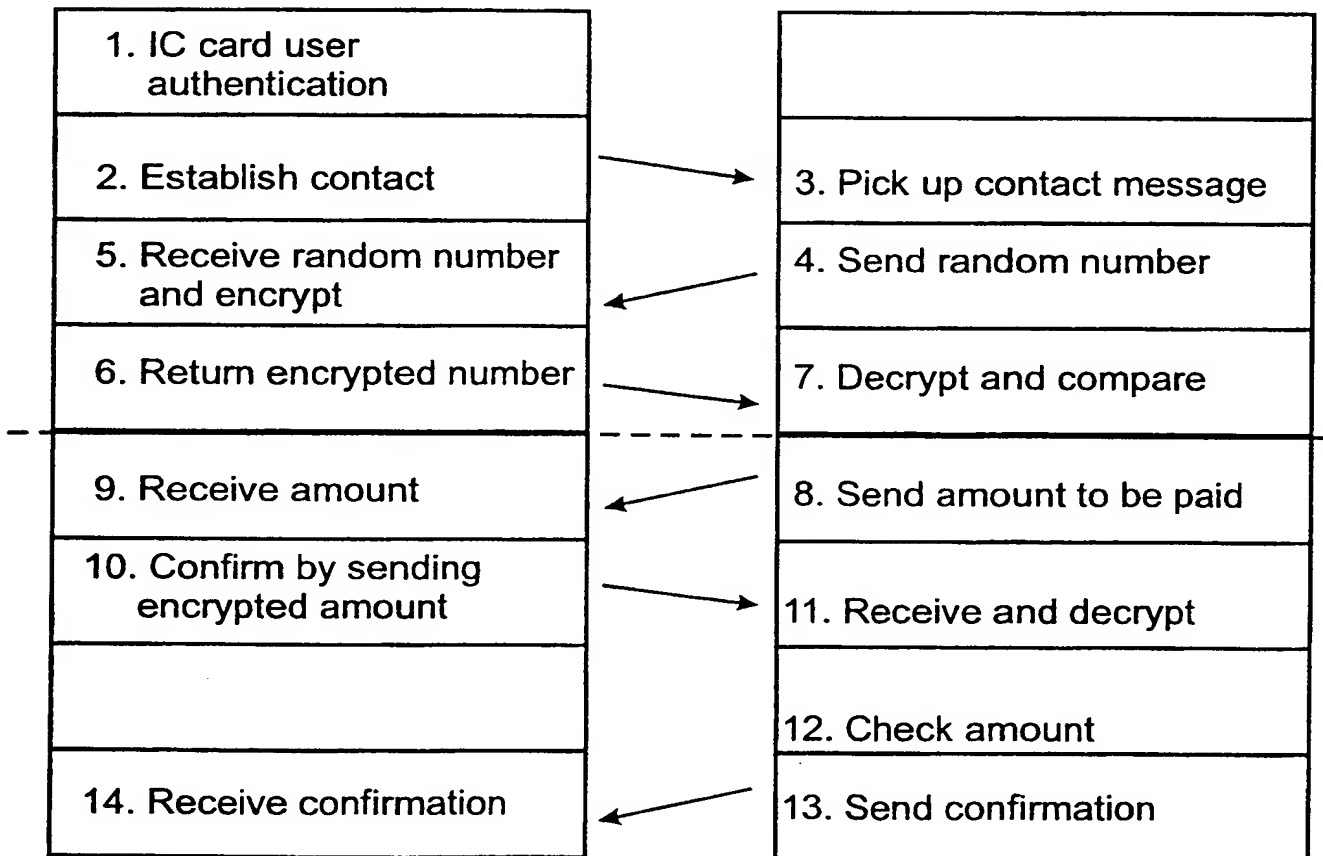 1. IC card user
authentication
2. Establish contact
3. Pick up contact message
5. Receive random number
and encrypt
4. Send random number
6. Return encrypted number
7. Decrypt and compare
9. Receive amount
8. Send amount to be paid
10. Confirm by sending
encrypted amount
11. Receive and decrypt
12. Check amount
14. Receive confirmation
13. Send confirmation